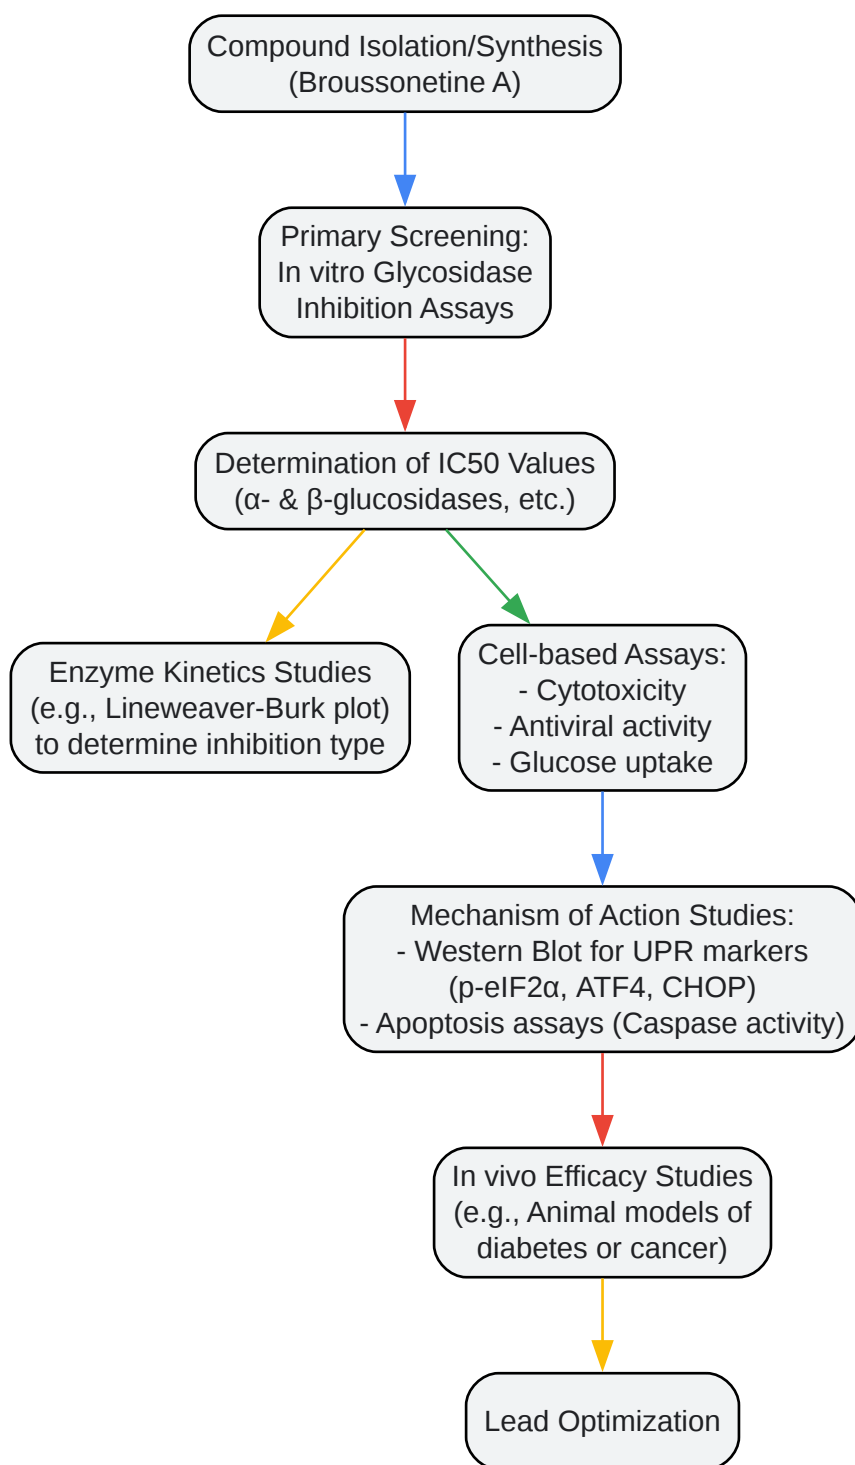 Compound Isolation/Synthesis
(Broussonetine A)
Primary Screening:
In vitro Glycosidase
Inhibition Assays
Determination of IC50 Values
(α- & β-glucosidases, etc.)
Enzyme Kinetics Studies
(e.g., Lineweaver-Burk plot)
to determine inhibition type
Cell-based Assays:
- Cytotoxicity
- Antiviral activity
- Glucose uptake
Mechanism of Action Studies:
- Western Blot for UPR markers
(p-eIF2α, ATF4, CHOP)
- Apoptosis assays (Caspase activity)
In vivo Efficacy Studies
(e.g., Animal models of
diabetes or cancer)
Lead Optimization